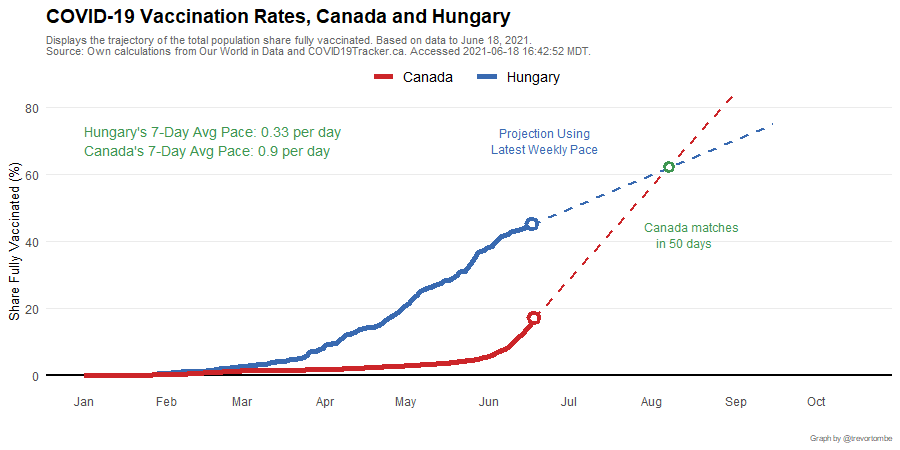 COVID-19 Vaccination Rates, Canada and Hungary
Displays the trajectory of the total population share fully vaccinated. Based on data to June 18, 2021.
Source: Own calculations from Our World in Data and COVID19Tracker.ca. Accessed 2021-06-18 16:42:52 MDT.
Canada
Hungary
Share Fully Vaccinated (%)
80
60
40
20
0
Hungary's 7-Day Avg Pace: 0.33 per day
Canada's 7-Day Avg Pace: 0.9 per day
Projection Using
Latest Weekly Pace
Canada matches
in 50 days
Jan
Feb
Mar
Apr
May
Jun
Jul
Aug
Sep
Oct
Graph by @trevortombe